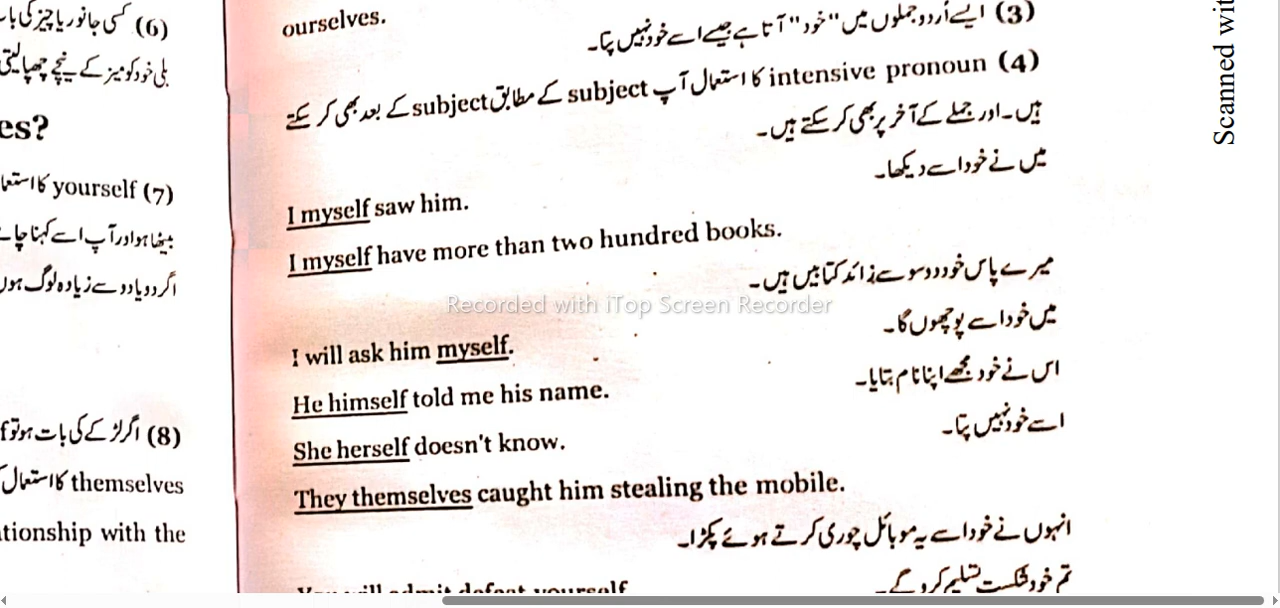 (6) کسی جانور یا چیز کی
بلی خود کو میز کے نیچے چھپا لیتی
es?
yourself (7) کا
بیٹھا ہو اور آپ اسے کہنا
اگر دو یا دو سے زیادہ لوگ ہوں
(8) اگر لڑکے کی بات ہو تو
themselves کا استعمال
tionship with the
ourselves.
(3) ایسے اُردو جملوں میں "خود" آتا ہے جیسے اسے خود نہیں پتا۔
(4) intensive pronoun کا استعمال آپ subject کے مطابق subject کے بعد بھی کر سکتے
ہیں۔ اور جملے کے آخر پر بھی کر سکتے ہیں۔
میں نے خود اسے دیکھا۔
I myself saw him.
I myself have more than two hundred books.
میرے پاس خود دو سو سے زائد کتابیں ہیں۔
میں خود اسے پوچھوں گا۔
I will ask him myself.
اس نے خود مجھے اپنا نام بتایا۔
He himself told me his name.
اسے خود نہیں پتا۔
She herself doesn't know.
They themselves caught him stealing the mobile.
انہوں نے خود اسے یہ موبائل چوری کرتے ہوئے پکڑا۔
تم خود شکست تسلیم کرو گے۔
You will admit defeat yourself
Scanned wit
Recorded with iTop Screen Recorder